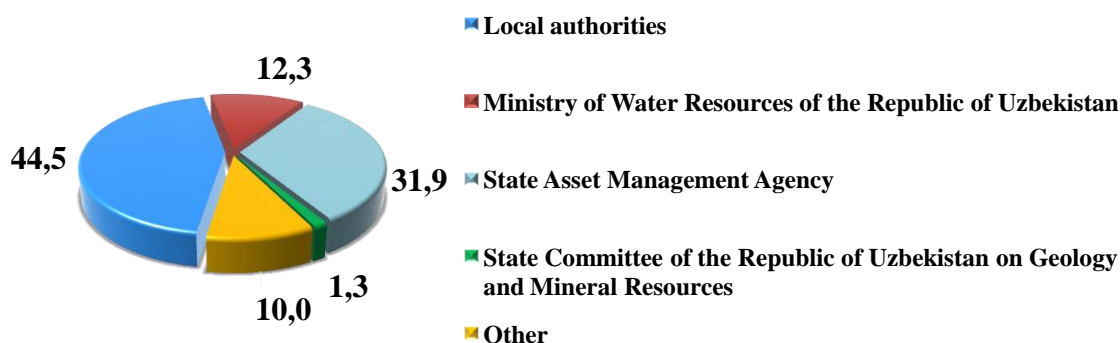 Local authorities
12,3
Ministry of Water Resources of the Republic of Uzbekistan
44,5
31,9
State Asset Management Agency
State Committee of the Republic of Uzbekistan on Geology
and Mineral Resources
1,3
10,0
Other